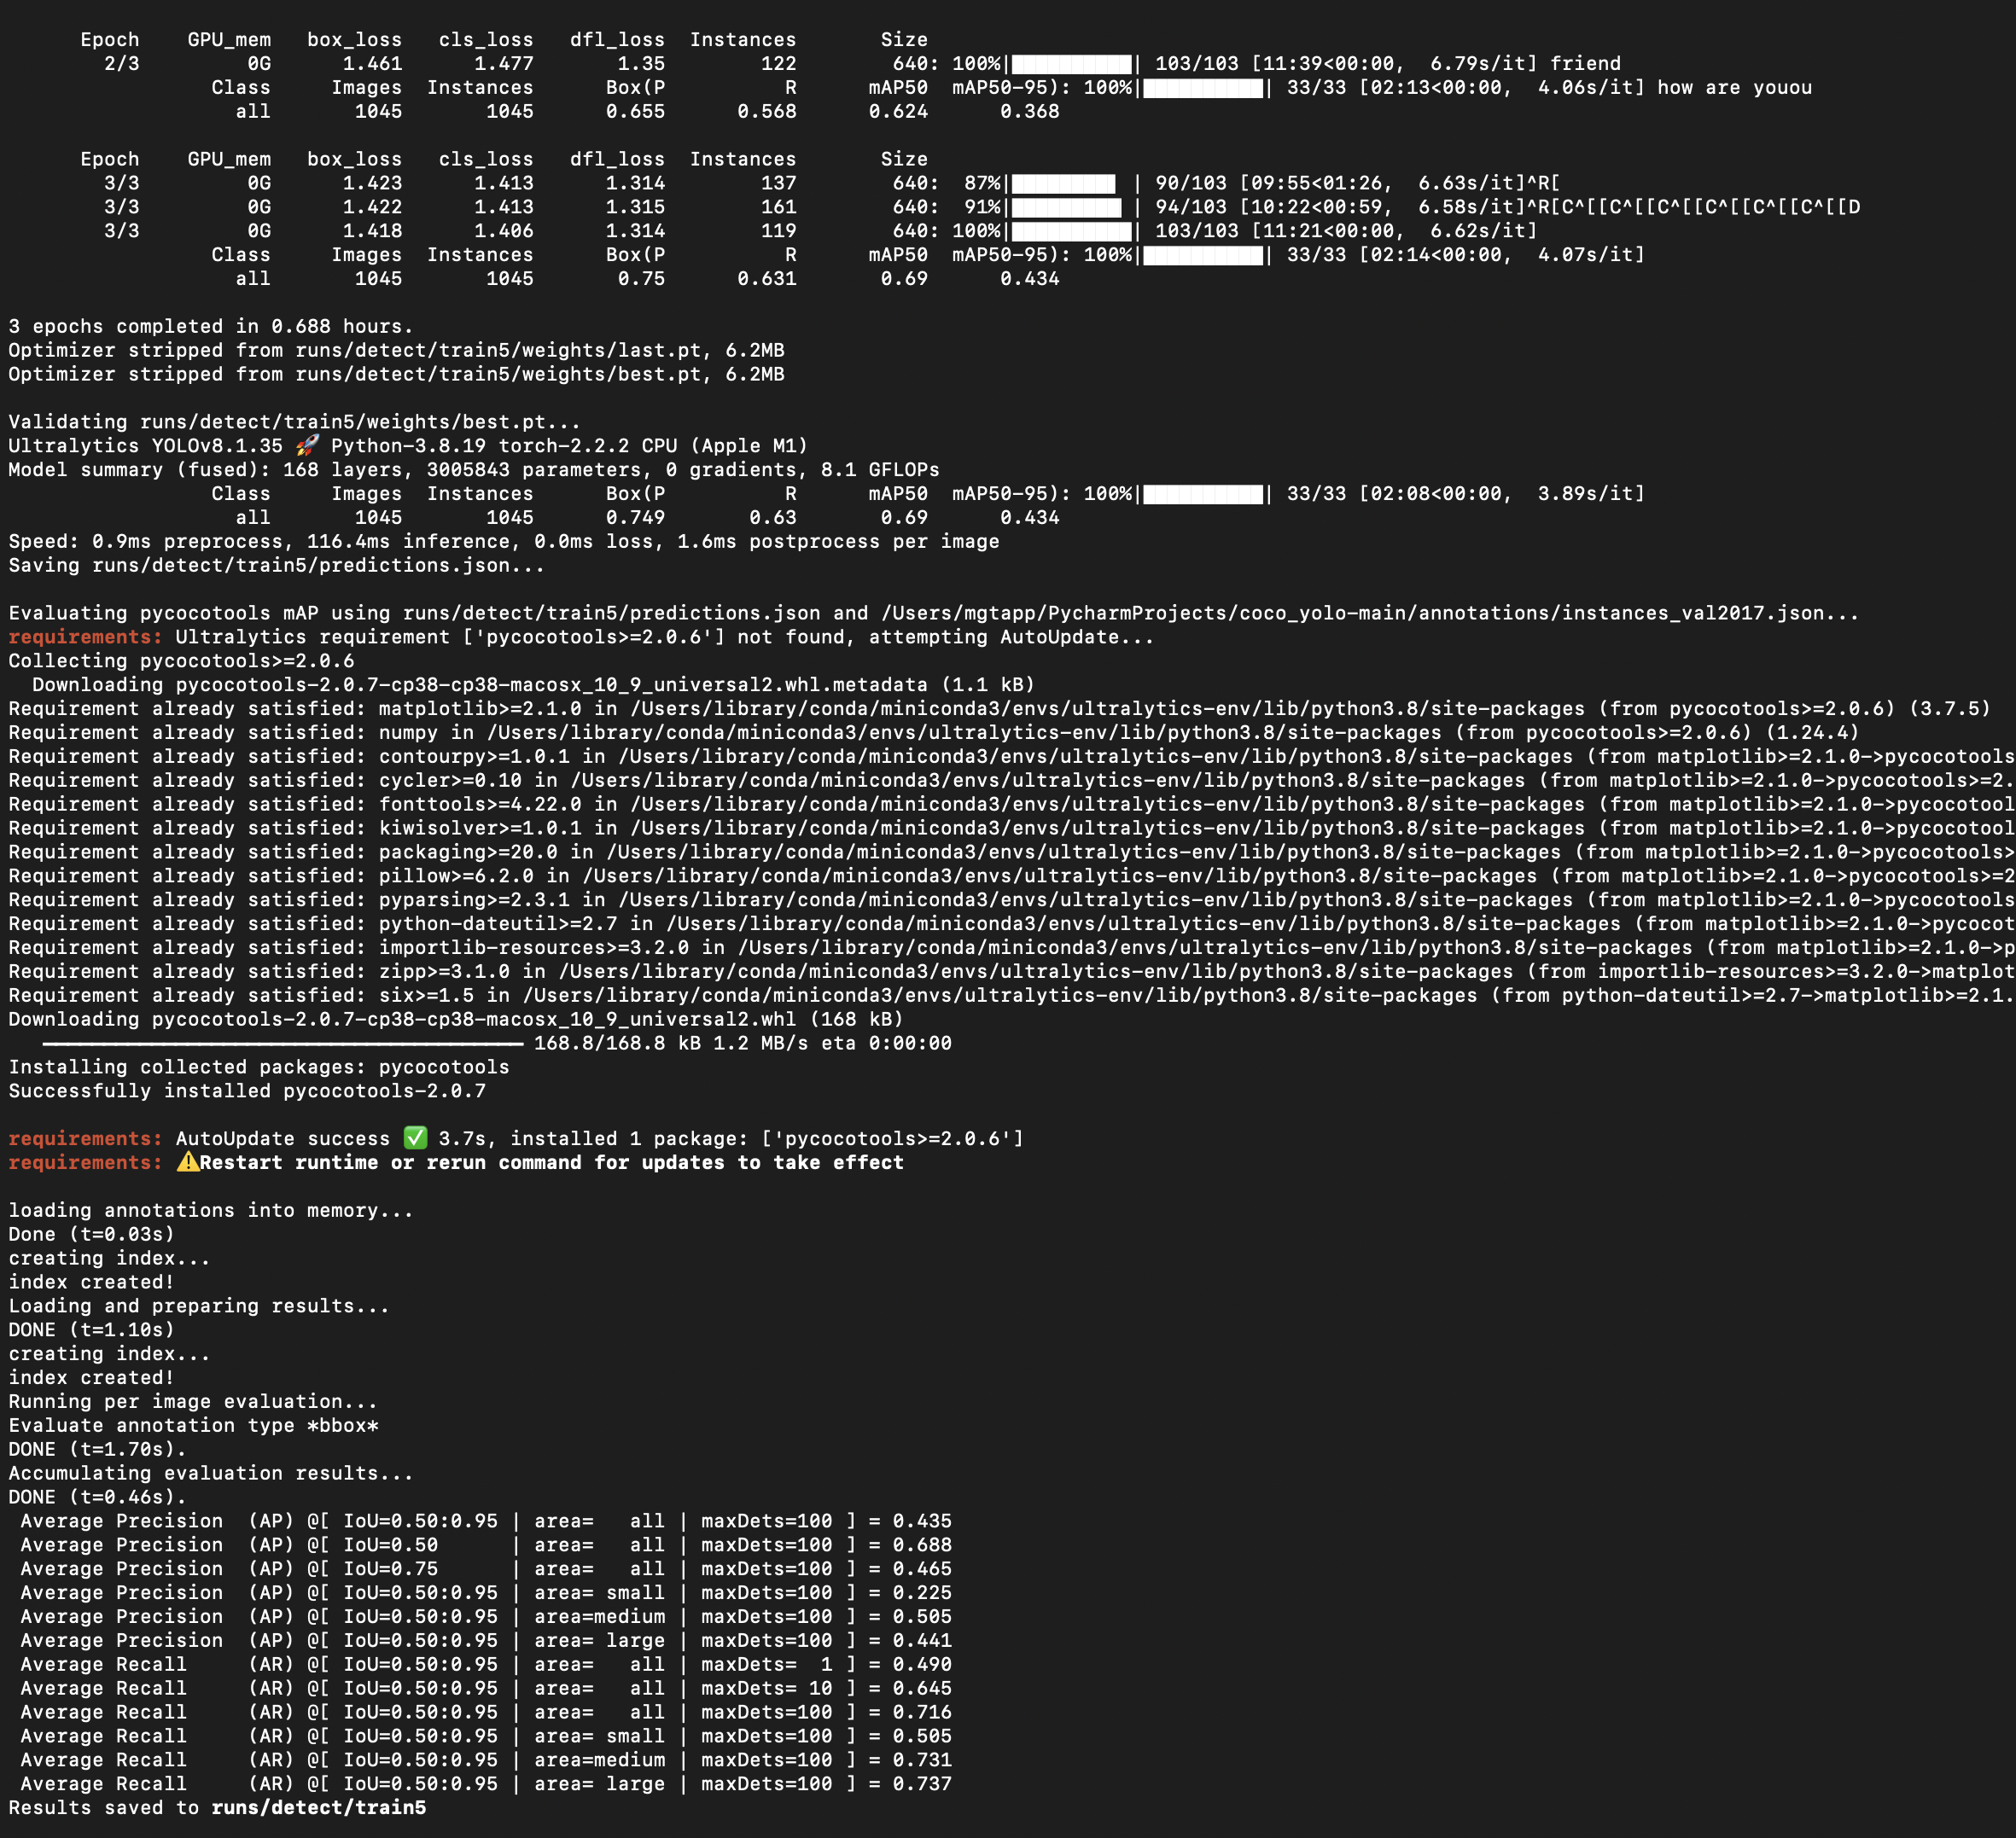 Epoch GPU_mem box_loss cls_loss dfl_loss Instances Size
2/3 0G 1.461 1.477 1.35 122 640: 100%|██████████| 103/103 [11:39<00:00, 6.79s/it] friend
Class Images Instances Box(P R mAP50 mAP50-95): 100%|██████████| 33/33 [02:13<00:00, 4.06s/it] how are youou
all 1045 1045 0.655 0.568 0.624 0.368
Epoch GPU_mem box_loss cls_loss dfl_loss Instances Size
3/3 0G 1.423 1.413 1.314 137 640: 87%|████████▋ | 90/103 [09:55<01:26, 6.63s/it]^R[
3/3 0G 1.422 1.413 1.315 161 640: 91%|█████████▏| 94/103 [10:22<00:59, 6.58s/it]^R[C^[[C^[[C^[[C^[[C^[[C^[[D
3/3 0G 1.418 1.406 1.314 119 640: 100%|██████████| 103/103 [11:21<00:00, 6.62s/it]
Class Images Instances Box(P R mAP50 mAP50-95): 100%|██████████| 33/33 [02:14<00:00, 4.07s/it]
all 1045 1045 0.75 0.631 0.69 0.434
3 epochs completed in 0.688 hours.
Optimizer stripped from runs/detect/train5/weights/last.pt, 6.2MB
Optimizer stripped from runs/detect/train5/weights/best.pt, 6.2MB
Validating runs/detect/train5/weights/best.pt...
Ultralytics YOLOv8.1.35 🚀 Python-3.8.19 torch-2.2.2 CPU (Apple M1)
Model summary (fused): 168 layers, 3005843 parameters, 0 gradients, 8.1 GFLOPs
Class Images Instances Box(P R mAP50 mAP50-95): 100%|██████████| 33/33 [02:08<00:00, 3.89s/it]
all 1045 1045 0.749 0.63 0.69 0.434
Speed: 0.9ms preprocess, 116.4ms inference, 0.0ms loss, 1.6ms postprocess per image
Saving runs/detect/train5/predictions.json...
Evaluating pycocotools mAP using runs/detect/train5/predictions.json and /Users/mgtapp/PycharmProjects/coco_yolo-main/annotations/instances_val2017.json...
requirements: Ultralytics requirement ['pycocotools>=2.0.6'] not found, attempting AutoUpdate...
Collecting pycocotools>=2.0.6
Downloading pycocotools-2.0.7-cp38-cp38-macosx_10_9_universal2.whl.metadata (1.1 kB)
Requirement already satisfied: matplotlib>=2.1.0 in /Users/library/conda/miniconda3/envs/ultralytics-env/lib/python3.8/site-packages (from pycocotools>=2.0.6) (3.7.5)
Requirement already satisfied: numpy in /Users/library/conda/miniconda3/envs/ultralytics-env/lib/python3.8/site-packages (from pycocotools>=2.0.6) (1.24.4)
Requirement already satisfied: contourpy>=1.0.1 in /Users/library/conda/miniconda3/envs/ultralytics-env/lib/python3.8/site-packages (from matplotlib>=2.1.0->pycocotools
Requirement already satisfied: cycler>=0.10 in /Users/library/conda/miniconda3/envs/ultralytics-env/lib/python3.8/site-packages (from matplotlib>=2.1.0->pycocotools>=2.
Requirement already satisfied: fonttools>=4.22.0 in /Users/library/conda/miniconda3/envs/ultralytics-env/lib/python3.8/site-packages (from matplotlib>=2.1.0->pycocotool
Requirement already satisfied: kiwisolver>=1.0.1 in /Users/library/conda/miniconda3/envs/ultralytics-env/lib/python3.8/site-packages (from matplotlib>=2.1.0->pycocotool
Requirement already satisfied: packaging>=20.0 in /Users/library/conda/miniconda3/envs/ultralytics-env/lib/python3.8/site-packages (from matplotlib>=2.1.0->pycocotools>
Requirement already satisfied: pillow>=6.2.0 in /Users/library/conda/miniconda3/envs/ultralytics-env/lib/python3.8/site-packages (from matplotlib>=2.1.0->pycocotools>=2
Requirement already satisfied: pyparsing>=2.3.1 in /Users/library/conda/miniconda3/envs/ultralytics-env/lib/python3.8/site-packages (from matplotlib>=2.1.0->pycocotools
Requirement already satisfied: python-dateutil>=2.7 in /Users/library/conda/miniconda3/envs/ultralytics-env/lib/python3.8/site-packages (from matplotlib>=2.1.0->pycocot
Requirement already satisfied: importlib-resources>=3.2.0 in /Users/library/conda/miniconda3/envs/ultralytics-env/lib/python3.8/site-packages (from matplotlib>=2.1.0->p
Requirement already satisfied: zipp>=3.1.0 in /Users/library/conda/miniconda3/envs/ultralytics-env/lib/python3.8/site-packages (from importlib-resources>=3.2.0->matplot
Requirement already satisfied: six>=1.5 in /Users/library/conda/miniconda3/envs/ultralytics-env/lib/python3.8/site-packages (from python-dateutil>=2.7->matplotlib>=2.1.
Downloading pycocotools-2.0.7-cp38-cp38-macosx_10_9_universal2.whl (168 kB)
━━━━━━━━━━━━━━━━━━━━━━━━━━━━━━━━━━━━━━━━ 168.8/168.8 kB 1.2 MB/s eta 0:00:00
Installing collected packages: pycocotools
Successfully installed pycocotools-2.0.7
requirements: AutoUpdate success ✅ 3.7s, installed 1 package: ['pycocotools>=2.0.6']
requirements: ⚠️Restart runtime or rerun command for updates to take effect
loading annotations into memory...
Done (t=0.03s)
creating index...
index created!
Loading and preparing results...
DONE (t=1.10s)
creating index...
index created!
Running per image evaluation...
Evaluate annotation type *bbox*
DONE (t=1.70s).
Accumulating evaluation results...
DONE (t=0.46s).
Average Precision (AP) @[ IoU=0.50:0.95 | area= all | maxDets=100 ] = 0.435
Average Precision (AP) @[ IoU=0.50 | area= all | maxDets=100 ] = 0.688
Average Precision (AP) @[ IoU=0.75 | area= all | maxDets=100 ] = 0.465
Average Precision (AP) @[ IoU=0.50:0.95 | area= small | maxDets=100 ] = 0.225
Average Precision (AP) @[ IoU=0.50:0.95 | area=medium | maxDets=100 ] = 0.505
Average Precision (AP) @[ IoU=0.50:0.95 | area= large | maxDets=100 ] = 0.441
Average Recall (AR) @[ IoU=0.50:0.95 | area= all | maxDets= 1 ] = 0.490
Average Recall (AR) @[ IoU=0.50:0.95 | area= all | maxDets= 10 ] = 0.645
Average Recall (AR) @[ IoU=0.50:0.95 | area= all | maxDets=100 ] = 0.716
Average Recall (AR) @[ IoU=0.50:0.95 | area= small | maxDets=100 ] = 0.505
Average Recall (AR) @[ IoU=0.50:0.95 | area=medium | maxDets=100 ] = 0.731
Average Recall (AR) @[ IoU=0.50:0.95 | area= large | maxDets=100 ] = 0.737
Results saved to runs/detect/train5